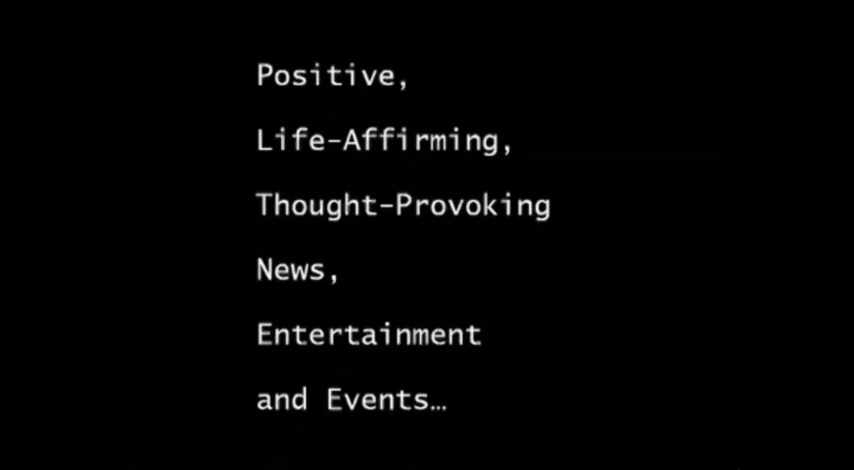 Positive,
Life-Affirming,
Thought-Provoking
News,
Entertainment
and Events…